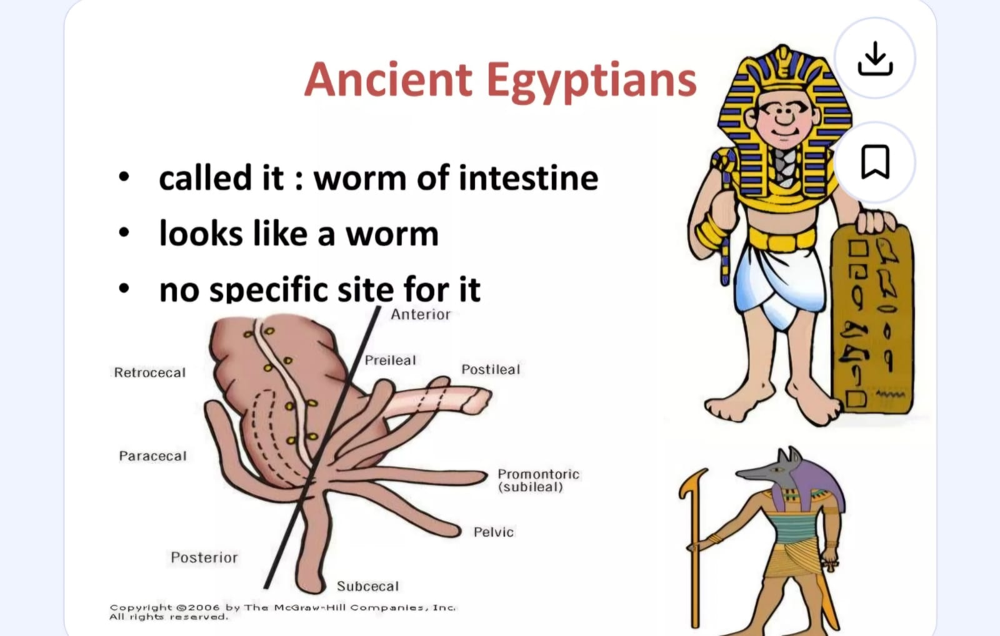 Ancient Egyptians
• called it : worm of intestine
• looks like a worm
• no specific site for it
Anterior
Preileal
Postileal
Retrocecal
Paracecal
Promontoric
(subileal)
Pelvic
Posterior
Subcecal
Copyright ©2006 by The McGraw-Hill Companies, Inc.
All rights reserved.